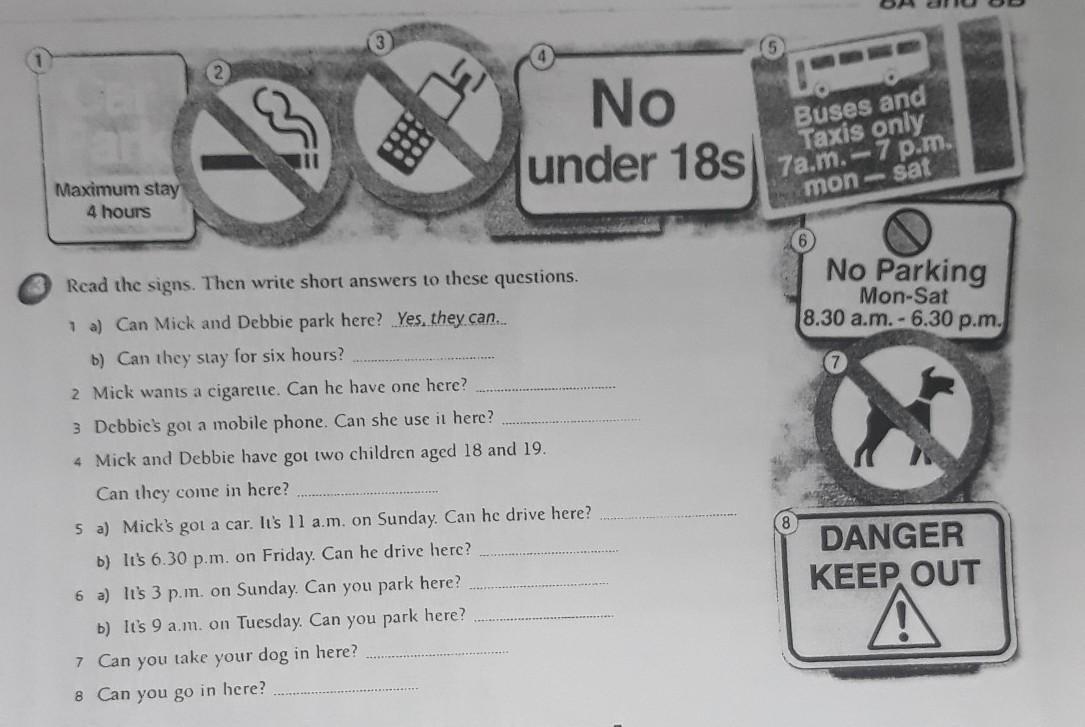 8A and 8B
1
Car
Park
Maximum stay
4 hours
2
3
4
No
under 18s
5
Buses and
Taxis only
7a.m. – 7 p.m.
mon – sat
6
No Parking
Mon-Sat
8.30 a.m. - 6.30 p.m.
7
8
DANGER
KEEP OUT
!
3 Read the signs. Then write short answers to these questions.
1 a) Can Mick and Debbie park here? Yes, they can.
b) Can they stay for six hours?
2 Mick wants a cigarette. Can he have one here?
3 Debbie's got a mobile phone. Can she use it here?
4 Mick and Debbie have got two children aged 18 and 19.
Can they come in here?
5 a) Mick's got a car. It's 11 a.m. on Sunday. Can he drive here?
b) It's 6.30 p.m. on Friday. Can he drive here?
6 a) It's 3 p.m. on Sunday. Can you park here?
b) It's 9 a.m. on Tuesday. Can you park here?
7 Can you take your dog in here?
8 Can you go in here?